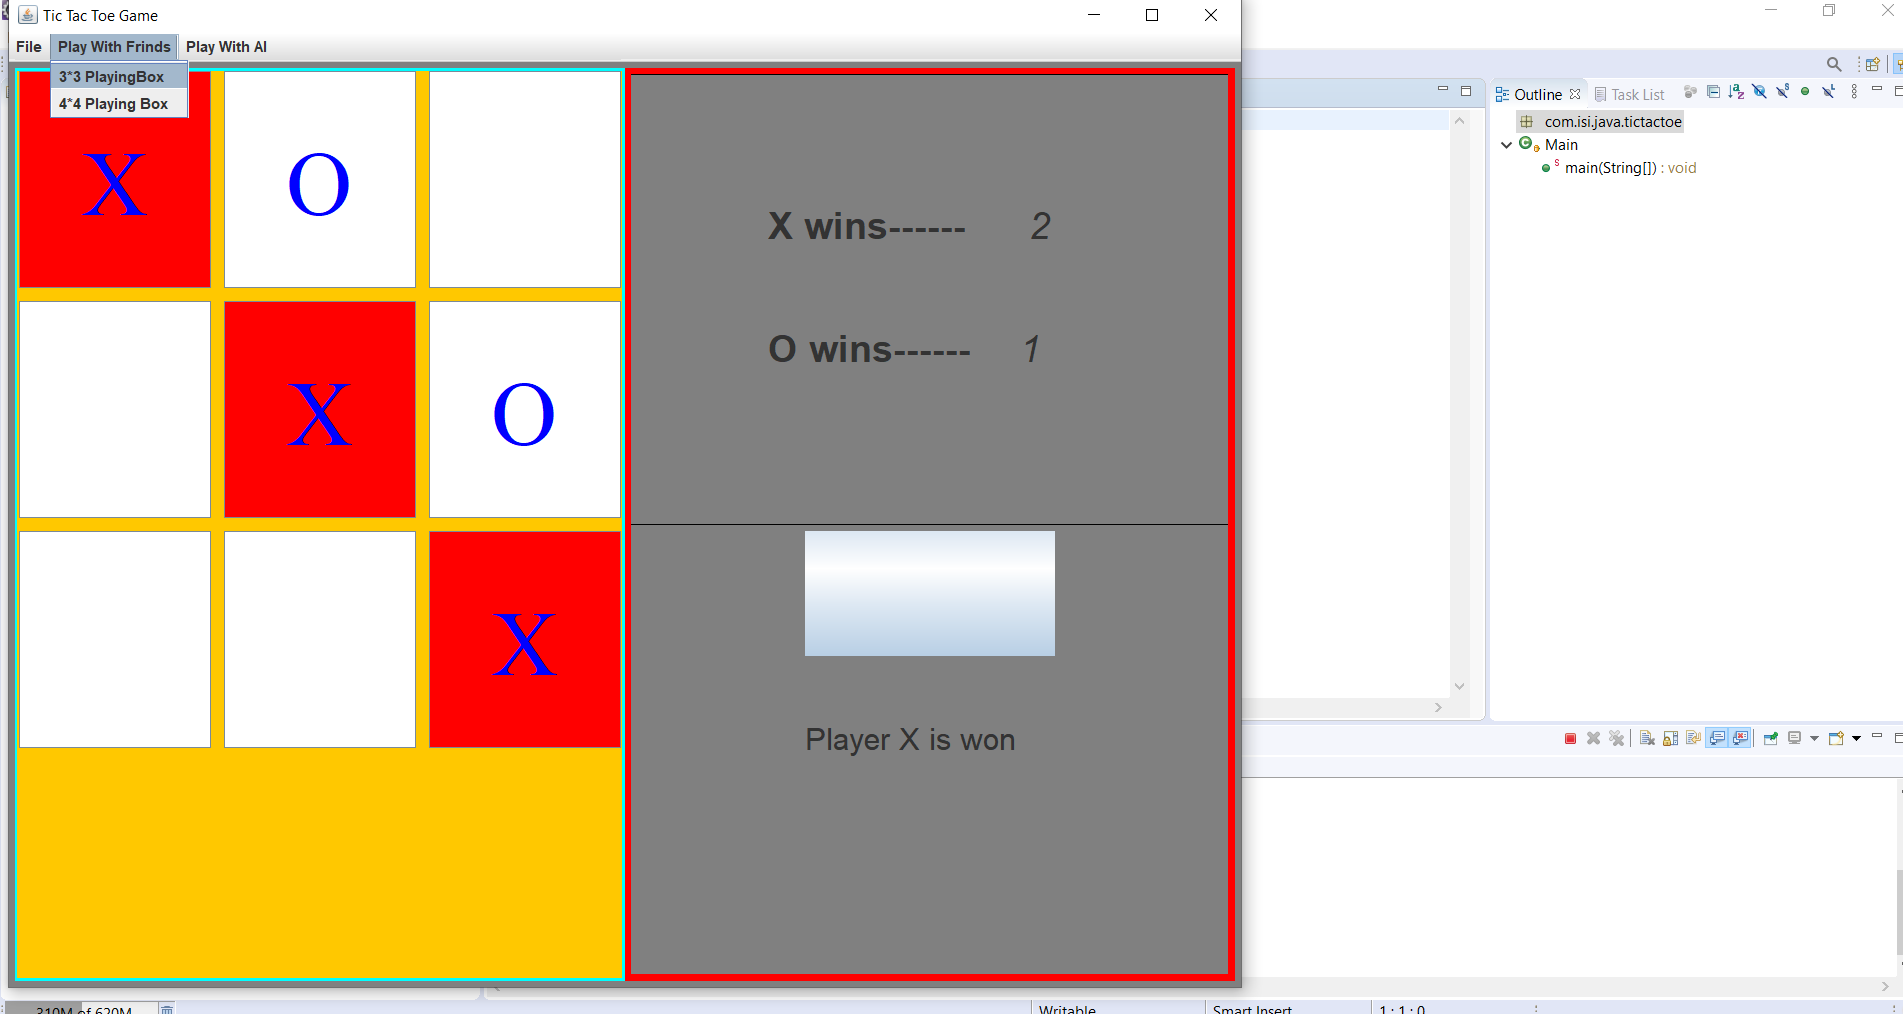 Tic Tac Toe Game
File Play With Frinds Play With AI
3*3 PlayingBox
4*4 Playing Box
X O
X O
X
X wins------ 2
O wins------ 1
Player X is won
Outline Task List
com.isi.java.tictactoe
Main
main(String[]) : void
310M of 620M
Writable Smart Insert 1 : 1 : 0